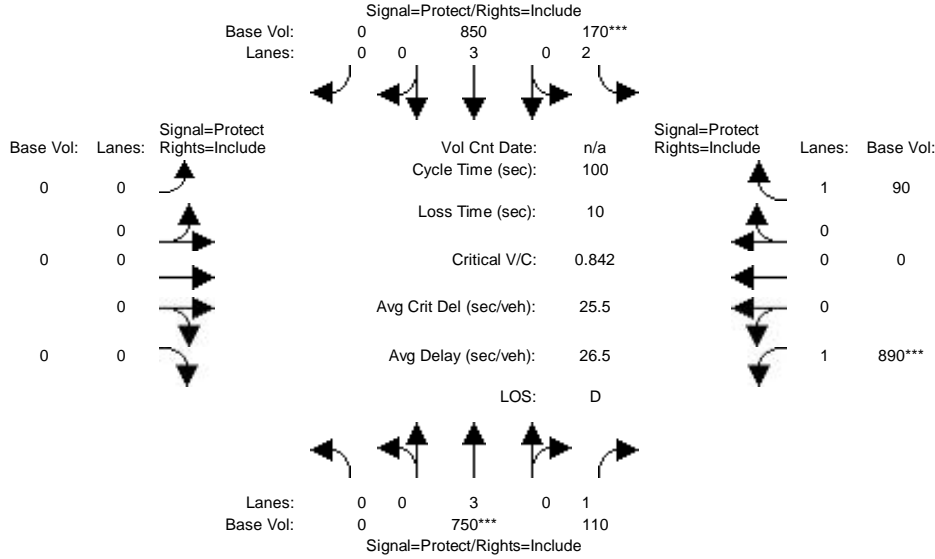 Signal=Protect/Rights=Include
Base Vol: 0 850 170***
Lanes: 0 0 3 0 2
Signal=Protect
Base Vol: Lanes: Rights=Include
Vol Cnt Date: n/a
Signal=Protect
Rights=Include Lanes: Base Vol:
Cycle Time (sec): 100
0 0
1 90
Loss Time (sec): 10
0
0
0 0
Critical V/C: 0.842
0 0
0
Avg Crit Del (sec/veh): 25.5
0
0 0
Avg Delay (sec/veh): 26.5
1 890***
LOS: D
Lanes: 0 0 3 0 1
Base Vol: 0 750*** 110
Signal=Protect/Rights=Include